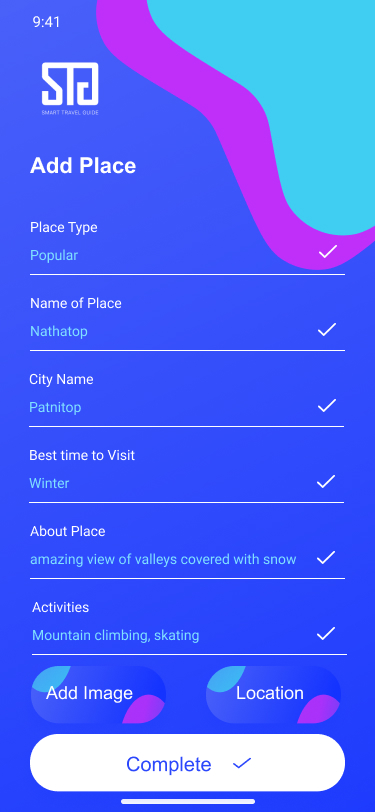 9:41
STG
SMART TRAVEL GUIDE
Add Place
Place Type
Popular
Name of Place
Nathatop
City Name
Patnitop
Best time to Visit
Winter
About Place
amazing view of valleys covered with snow
Activities
Mountain climbing, skating
Add Image
Location
Complete